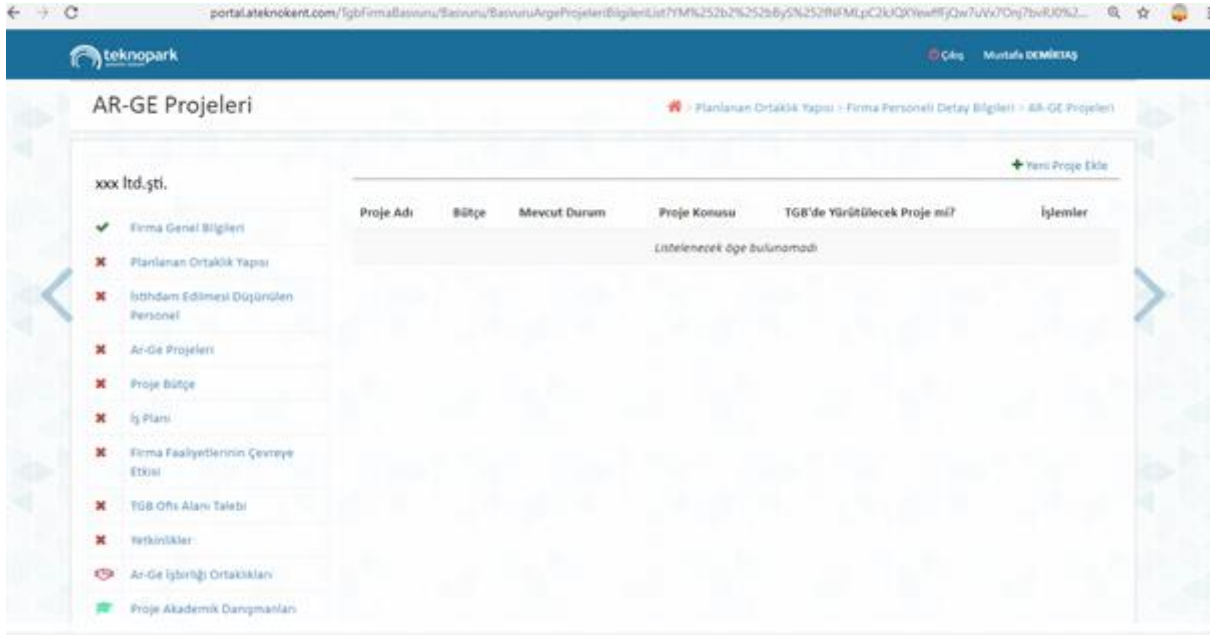 teknopark
Çıkış Mustafa DEMİRTAŞ
AR-GE Projeleri
> Planlanan Ortaklık Yapısı > Firma Personeli Detay Bilgileri > AR-GE Projeleri
xxx ltd.şti.
Yeni Proje Ekle
Proje Adı Bütçe Mevcut Durum Proje Konusu TGB'de Yürütülecek Proje mi? İşlemler
Listelenecek öge bulunamadı
Firma Genel Bilgileri
Planlanan Ortaklık Yapısı
İstihdam Edilmesi Düşünülen
Personel
Ar-Ge Projeleri
Proje Bütçe
İş Planı
Firma Faaliyetlerinin Çevreye
Etkisi
TGB Ofis Alanı Talebi
Yetkinlikler
Ar-Ge İşbirliği Ortaklıkları
Proje Akademik Danışmanları